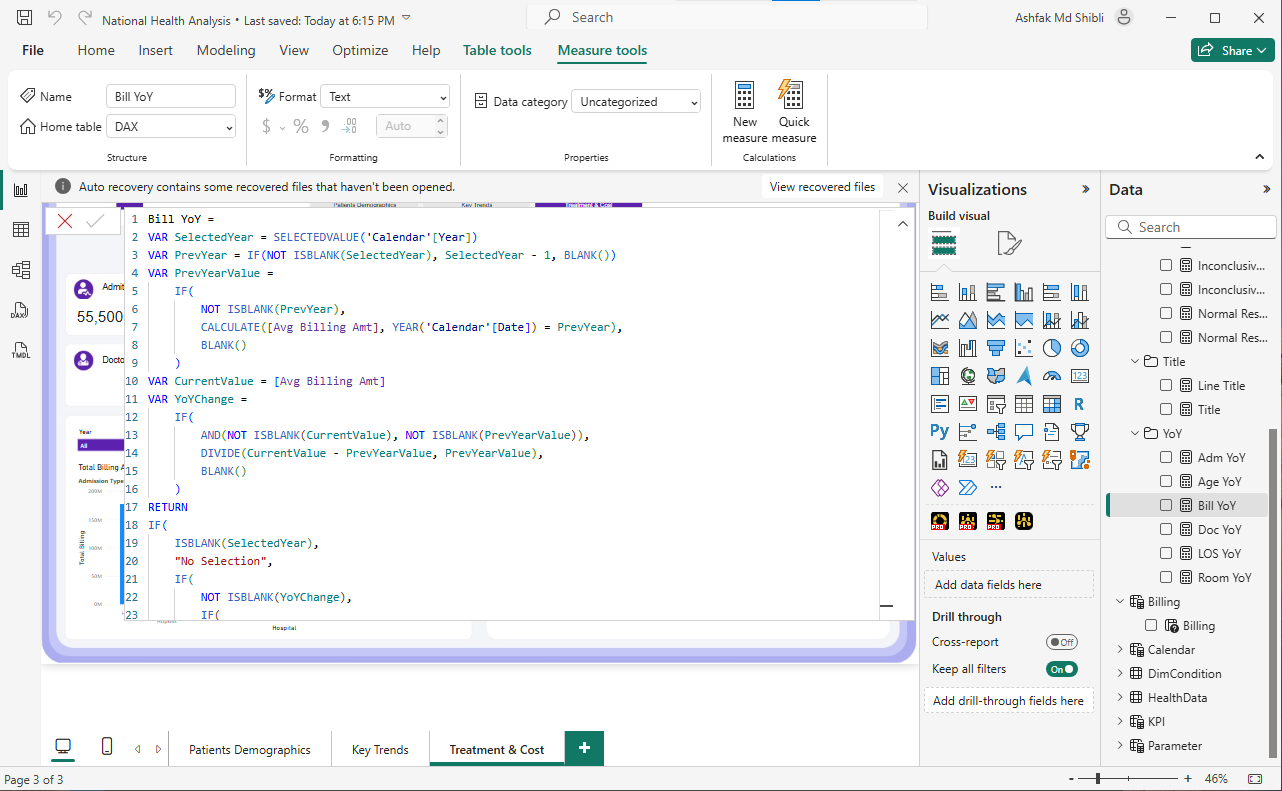 National Health Analysis • Last saved: Today at 6:15 PM
Search
Ashfak Md Shibli
File
Home
Insert
Modeling
View
Optimize
Help
Table tools
Measure tools
Share
Name
Bill YoY
Home table
DAX
Structure
Format
Text
$
%
Auto
Formatting
Data category
Uncategorized
Properties
New measure
Quick measure
Calculations
Auto recovery contains some recovered files that haven't been opened.
View recovered files
Patients Demographics
Key Trends
Treatment & Cost
1 Bill YoY =
2 VAR SelectedYear = SELECTEDVALUE('Calendar'[Year])
3 VAR PrevYear = IF(NOT ISBLANK(SelectedYear), SelectedYear - 1, BLANK())
4 VAR PrevYearValue =
5 IF(
6 NOT ISBLANK(PrevYear),
7 CALCULATE([Avg Billing Amt], YEAR('Calendar'[Date]) = PrevYear),
8 BLANK()
9 )
10 VAR CurrentValue = [Avg Billing Amt]
11 VAR YoYChange =
12 IF(
13 AND(NOT ISBLANK(CurrentValue), NOT ISBLANK(PrevYearValue)),
14 DIVIDE(CurrentValue - PrevYearValue, PrevYearValue),
15 BLANK()
16 )
17 RETURN
18 IF(
19 ISBLANK(SelectedYear),
20 "No Selection",
21 IF(
22 NOT ISBLANK(YoYChange),
23 IF(
Admit
55,500
Docto
Year
All
Total Billing A
Admission Type
200M
150M
100M
50M
0M
Total Billing
Hospital
Visualizations
Build visual
123
R
Py
123
PRO
PRO
PRO
Values
Add data fields here
Drill through
Cross-report
Off
Keep all filters
On
Add drill-through fields here
Data
Search
Inconclusiv...
Inconclusiv...
Normal Res...
Normal Res...
Title
Line Title
Title
YoY
Adm YoY
Age YoY
Bill YoY
Doc YoY
LOS YoY
Room YoY
Billing
Billing
Calendar
DimCondition
HealthData
KPI
Parameter
DAX
TMDL
Patients Demographics
Key Trends
Treatment & Cost
+
Page 3 of 3
- + 46%